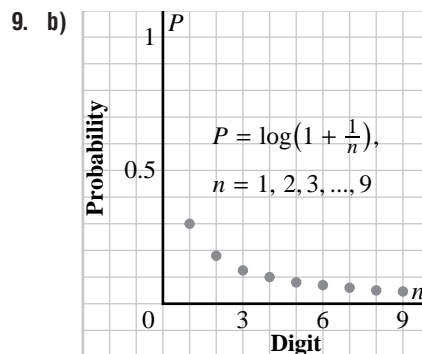 9. b)
P
1
Probability
P = log(1 + 1/n),
0.5
n = 1, 2, 3, ..., 9
n
0 3 6 9
Digit